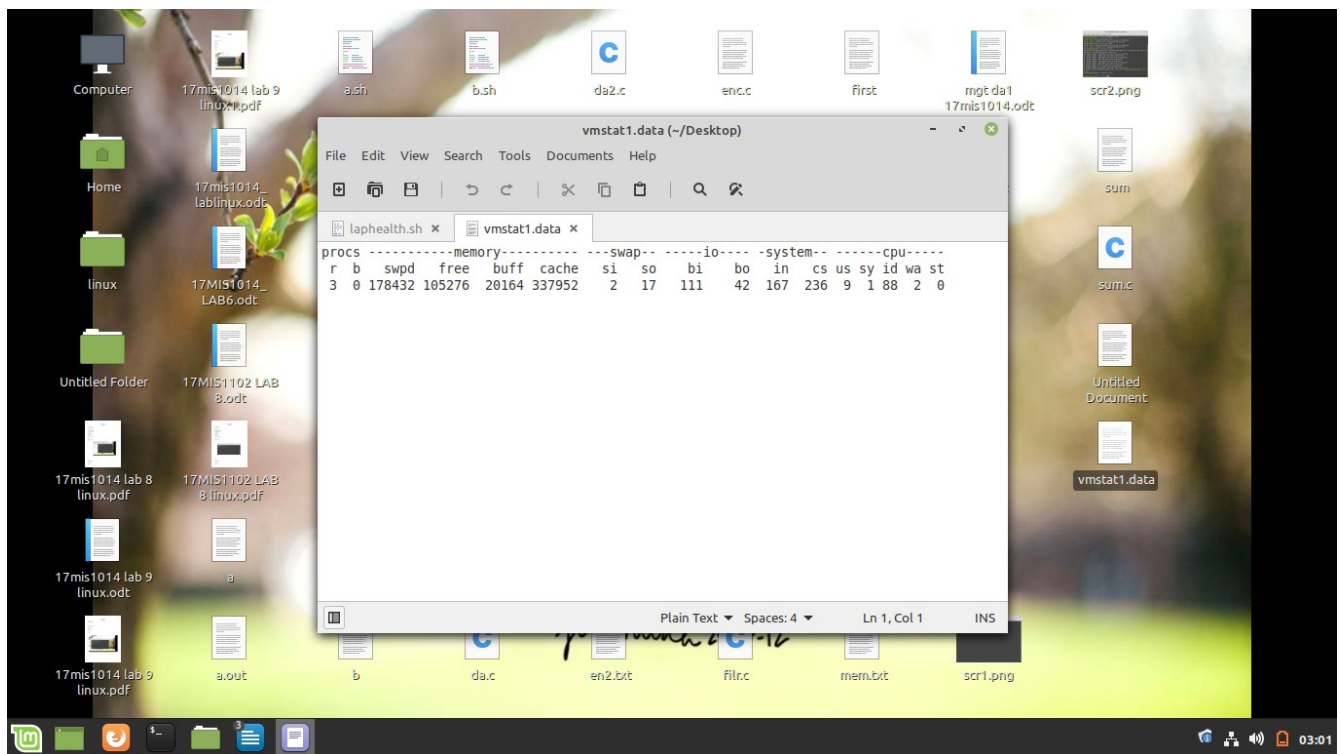 Computer
17mis1014 lab 9
linux1.pdf
a.sh
b.sh
da2.c
enc.c
first
mgt da1
17mis1014.odt
scr2.png
vmstat1.data (~/Desktop)
File Edit View Search Tools Documents Help
Home
17mis1014_
lablinux.odt
sum
laphealth.sh
vmstat1.data
procs -----------memory---------- ---swap-- -----io---- -system-- ------cpu-----
r b swpd free buff cache si so bi bo in cs us sy id wa st
3 0 178432 105276 20164 337952 2 17 111 42 167 236 9 1 88 2 0
linux
17MIS1014_
LAB6.odt
sum.c
Untitled Folder
17MIS1102 LAB
8.odt
Untitled
Document
17mis1014 lab 8
linux.pdf
17MIS1102 LAB
8 linux.pdf
vmstat1.data
17mis1014 lab 9
linux.odt
a
Plain Text Spaces: 4 Ln 1, Col 1 INS
17mis1014 lab 9
linux.pdf
a.out
b
da.c
en2.txt
filr.c
mem.txt
scr1.png
3
03:01